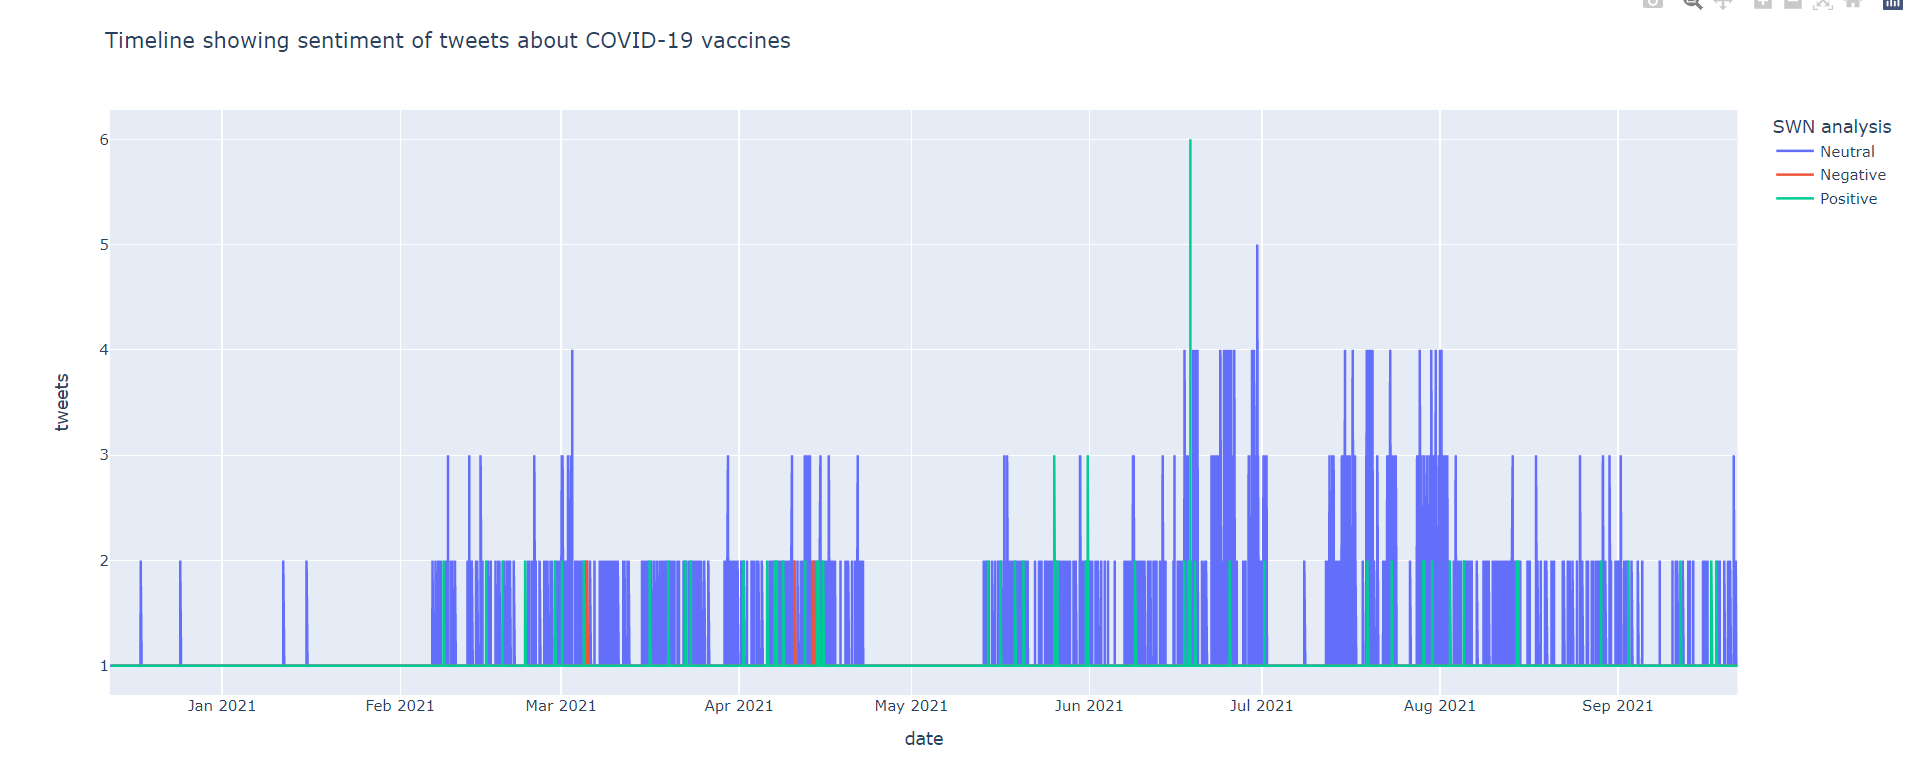 Timeline showing sentiment of tweets about COVID-19 vaccines
SWN analysis
Neutral
Negative
Positive
6
5
4
3
2
1
tweets
Jan 2021
Feb 2021
Mar 2021
Apr 2021
May 2021
Jun 2021
Jul 2021
Aug 2021
Sep 2021
date